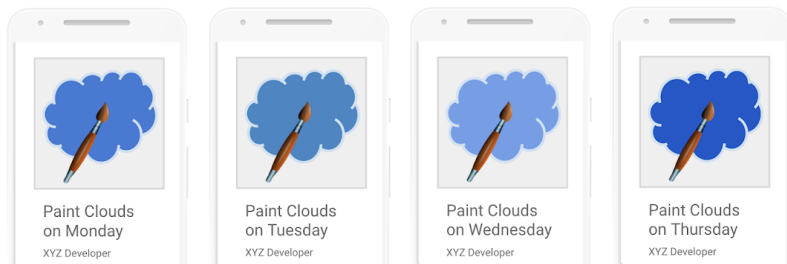 Paint Clouds
on Monday
XYZ Developer
Paint Clouds
on Tuesday
XYZ Developer
Paint Clouds
on Wednesday
XYZ Developer
Paint Clouds
on Thursday
XYZ Developer